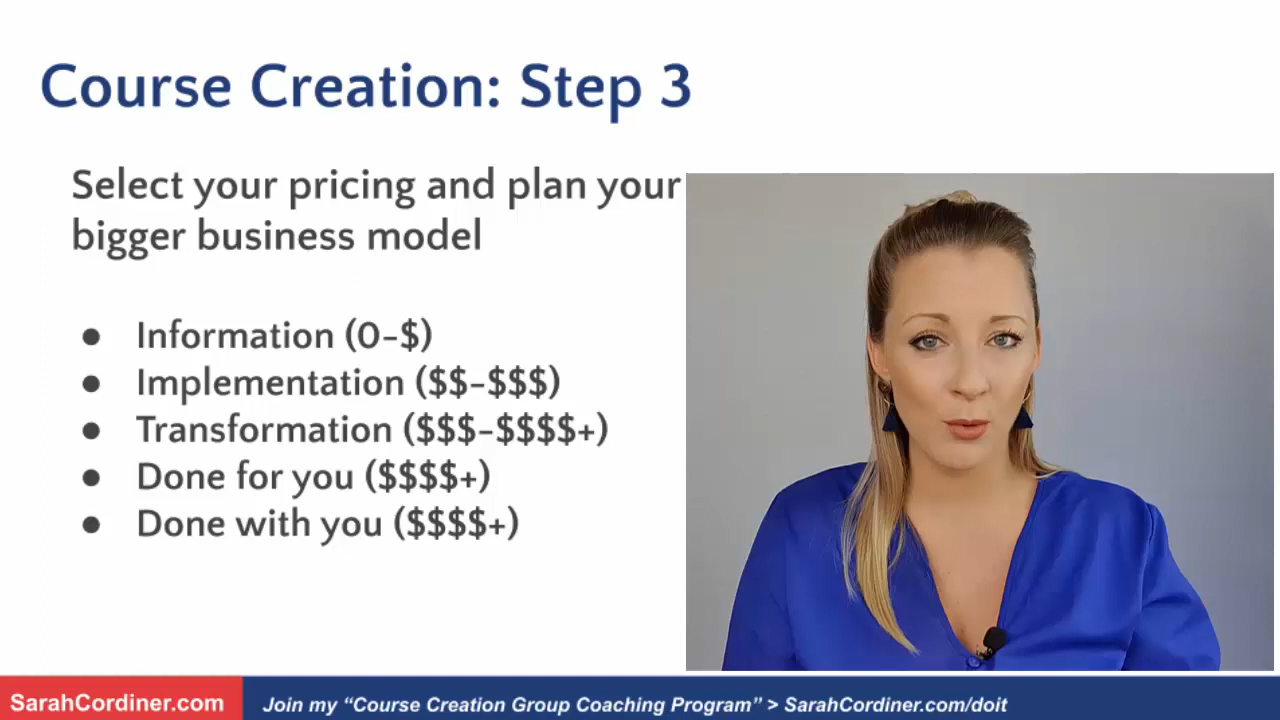 Course Creation: Step 3
Select your pricing and plan your
bigger business model
● Information (0-$)
● Implementation ($$-$$$)
● Transformation ($$$-$$$$+)
● Done for you ($$$$+)
● Done with you ($$$$+)
SarahCordiner.com
Join my “Course Creation Group Coaching Program” > SarahCordiner.com/doit